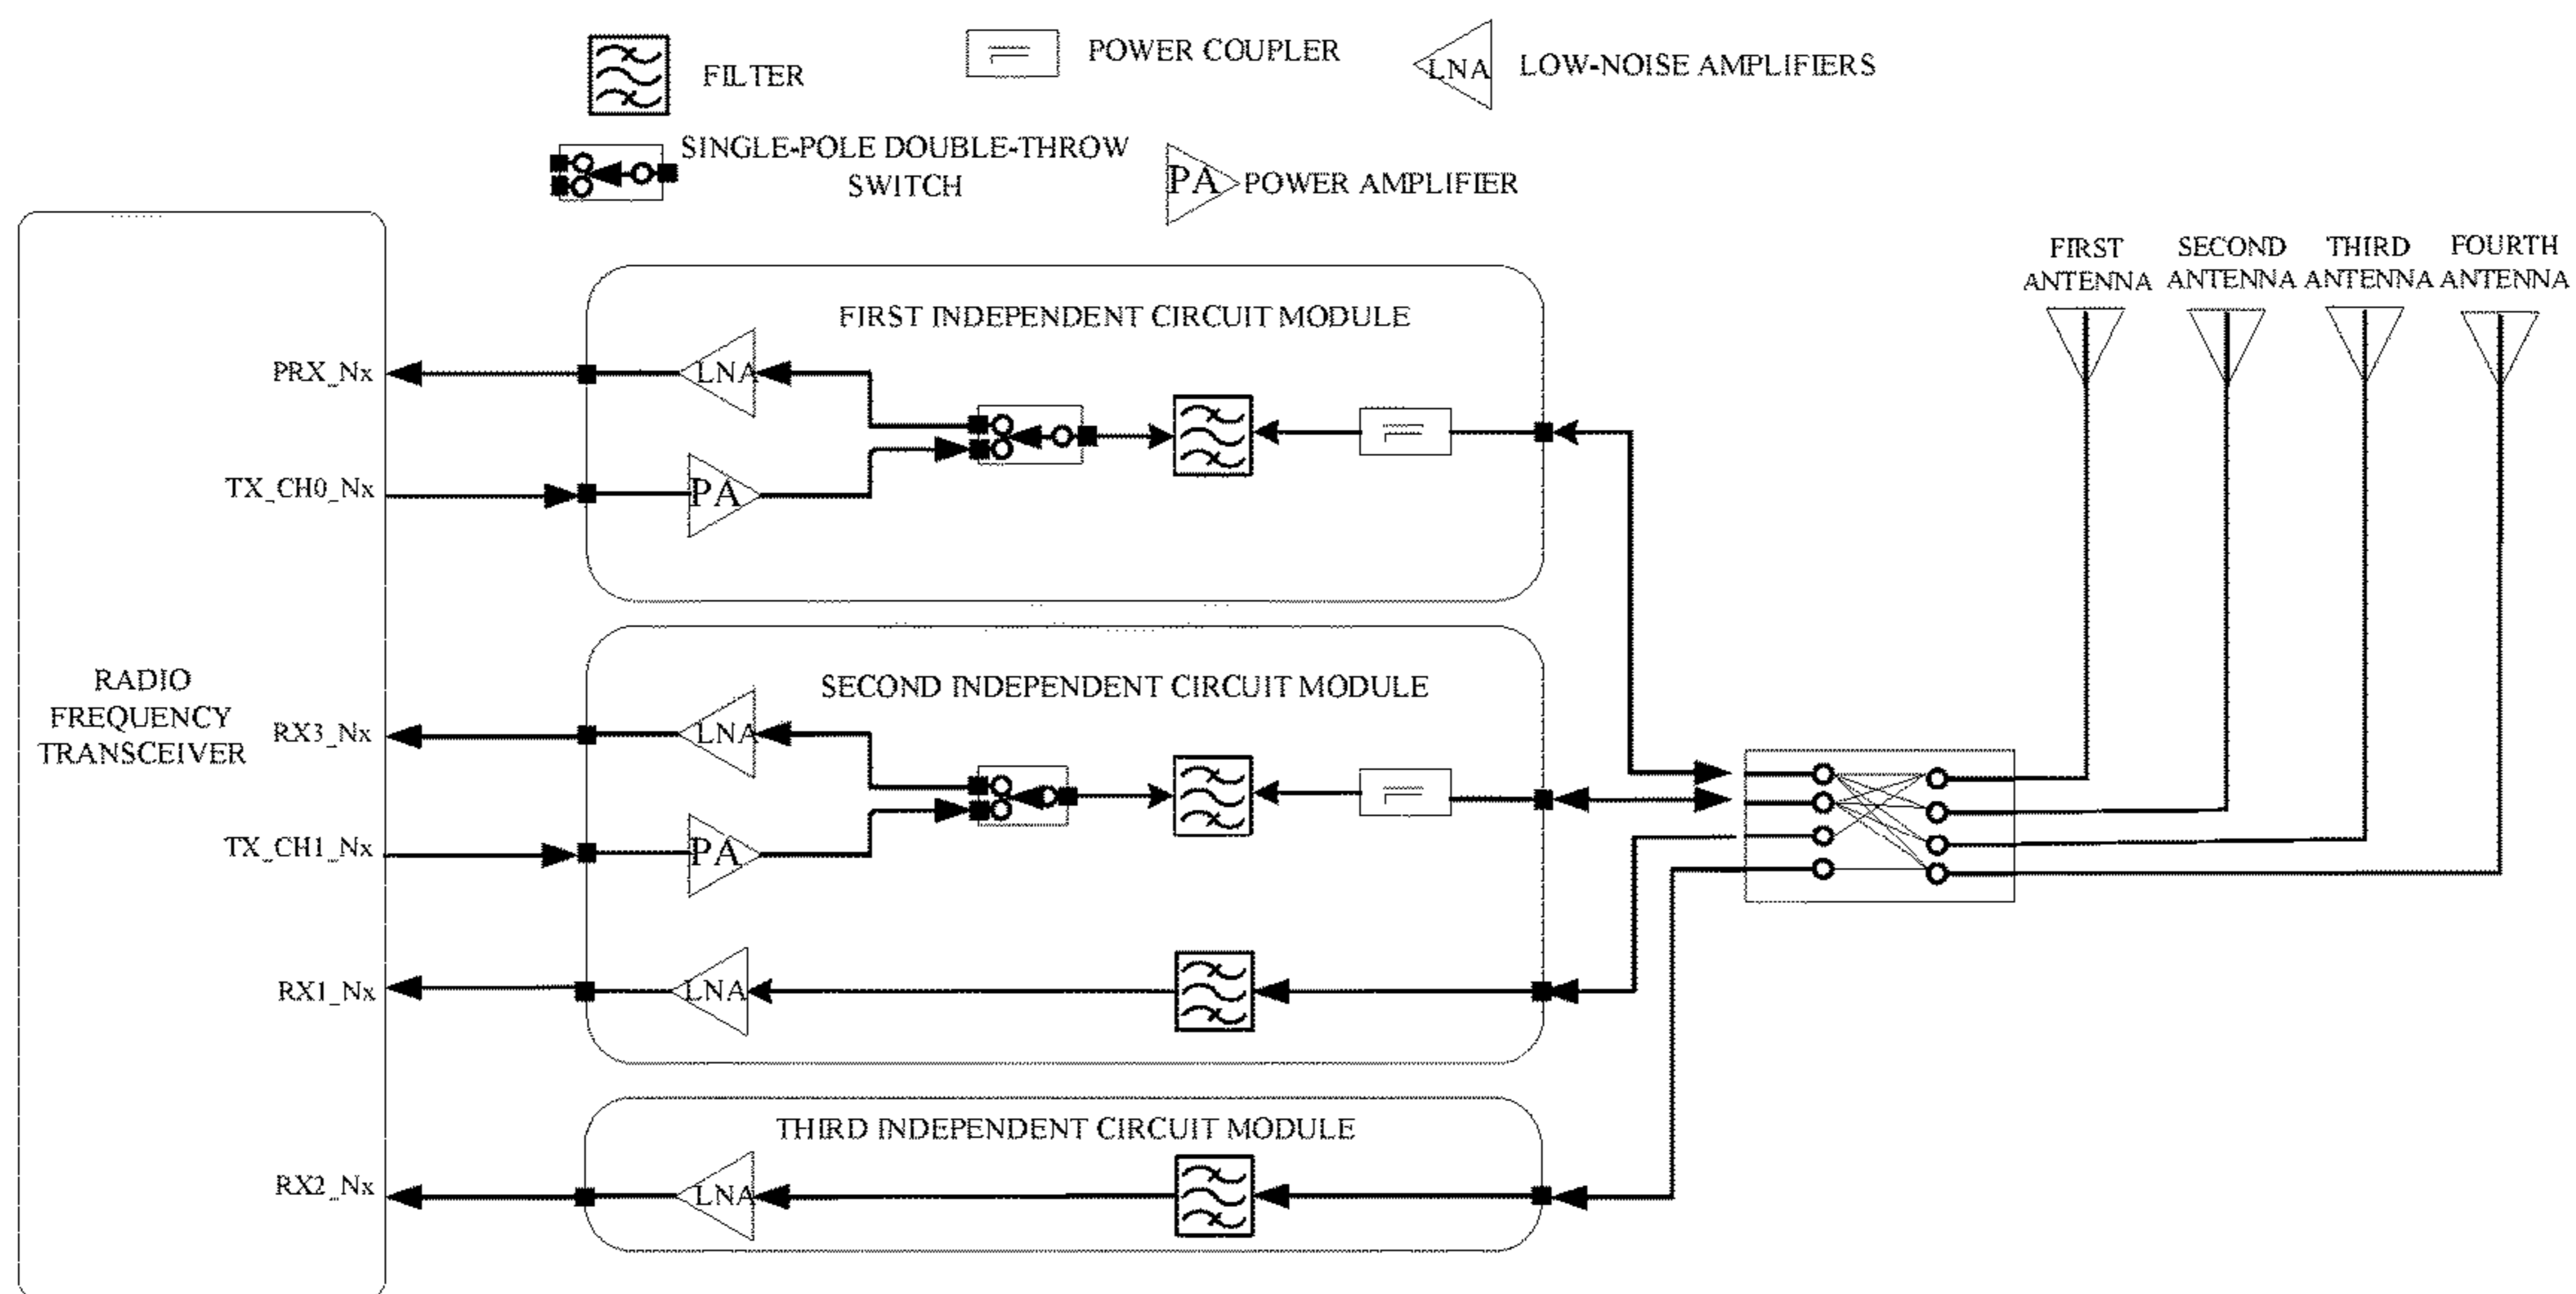 FILTER
POWER COUPLER
LNA
LOW-NOISE AMPLIFIERS
SINGLE-POLE DOUBLE-THROW
SWITCH
PA
POWER AMPLIFIER
FIRST
ANTENNA
SECOND
ANTENNA
THIRD
ANTENNA
FOURTH
ANTENNA
FIRST INDEPENDENT CIRCUIT MODULE
PRX_Nx
LNA
TX_CH0_Nx
PA
RADIO
FREQUENCY
TRANSCEIVER
SECOND INDEPENDENT CIRCUIT MODULE
RX3_Nx
LNA
TX_CH1_Nx
PA
RX1_Nx
LNA
THIRD INDEPENDENT CIRCUIT MODULE
RX2_Nx
LNA